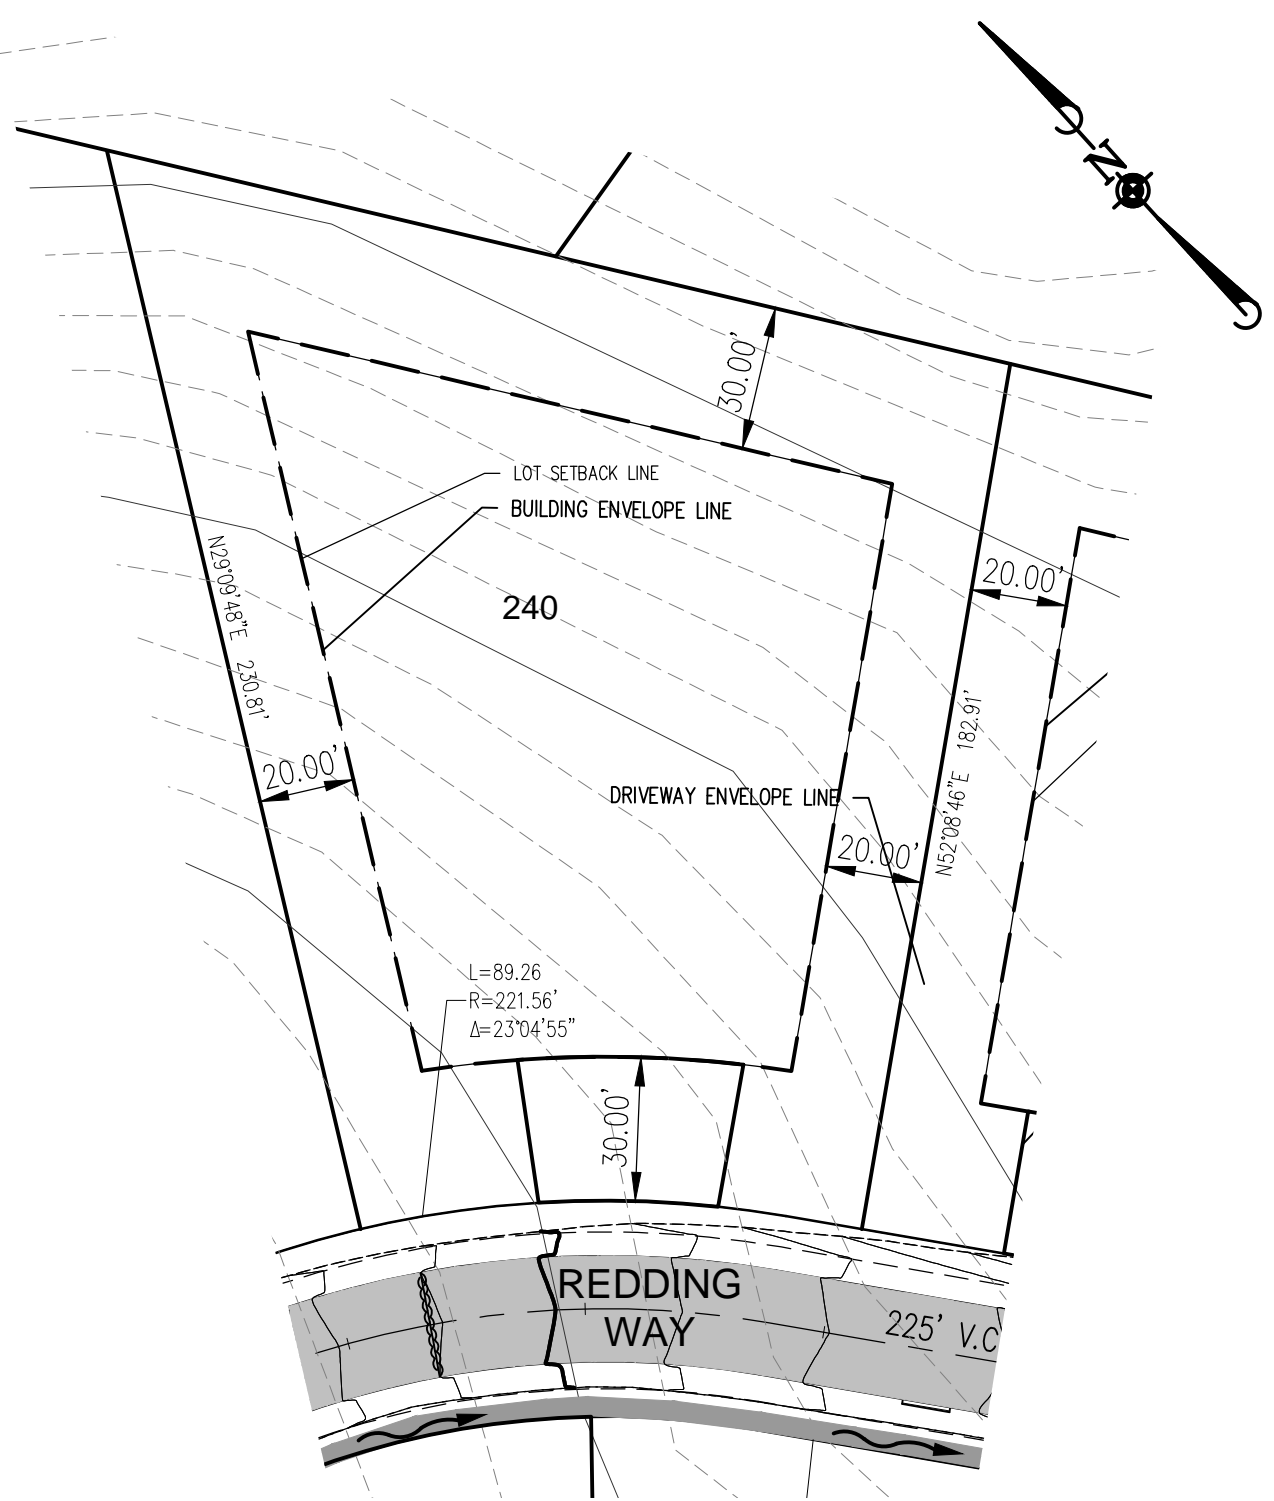 N
30.00'
LOT SETBACK LINE
BUILDING ENVELOPE LINE
N29°09'48"E 230.81'
20.00'
240
20.00'
N52°08'46"E 182.91'
DRIVEWAY ENVELOPE LINE
20.00'
20.00'
L=89.26
R=221.56'
Δ=23°04'55"
30.00'
REDDING
WAY
225' V.C